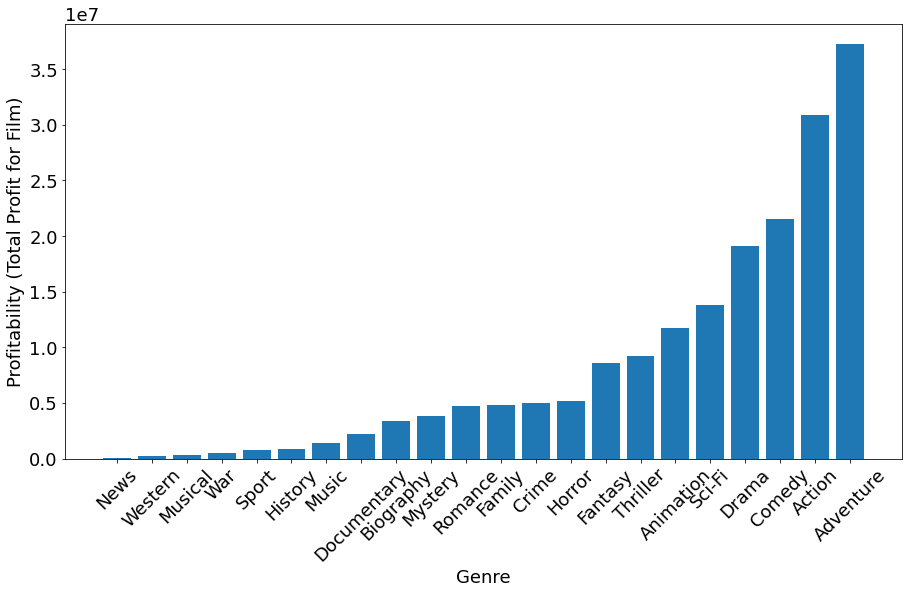 1e7
3.5
3.0
2.5
2.0
1.5
1.0
0.5
0.0
Profitability (Total Profit for Film)
News
Western
Musical
War
Sport
History
Music
Documentary
Biography
Mystery
Romance
Family
Crime
Horror
Fantasy
Thriller
Animation
Sci-Fi
Drama
Comedy
Action
Adventure
Genre